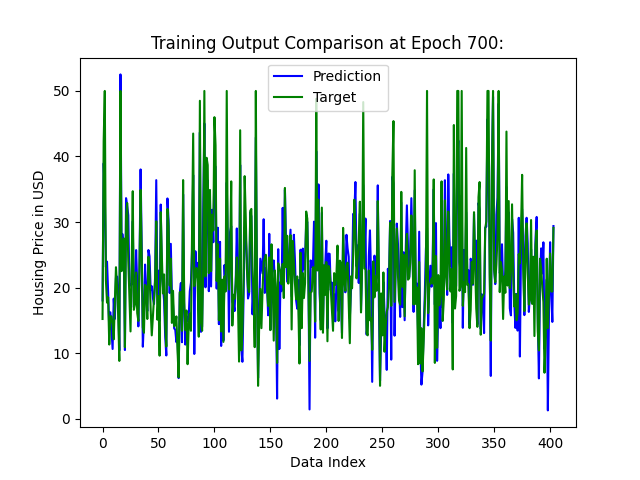 Training Output Comparison at Epoch 700:
Prediction
Target
Housing Price in USD
50
40
30
20
10
0
0 50 100 150 200 250 300 350 400
Data Index